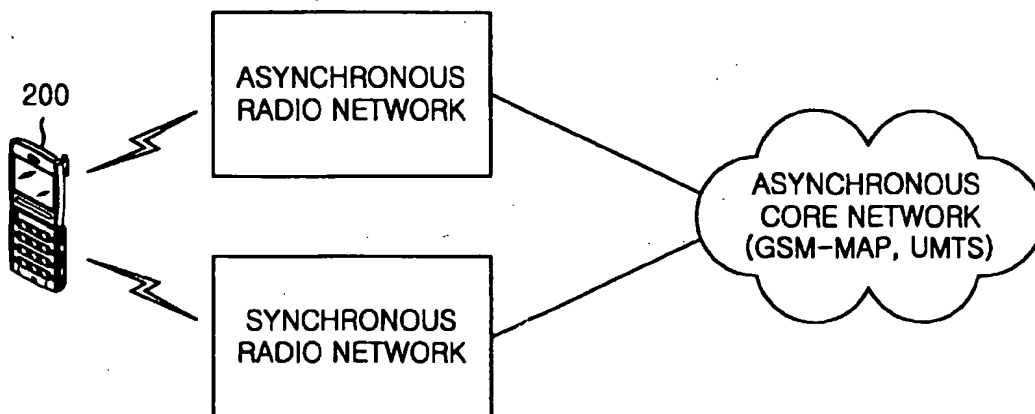 200
ASYNCHRONOUS
RADIO NETWORK
ASYNCHRONOUS
CORE NETWORK
(GSM-MAP, UMTS)
SYNCHRONOUS
RADIO NETWORK